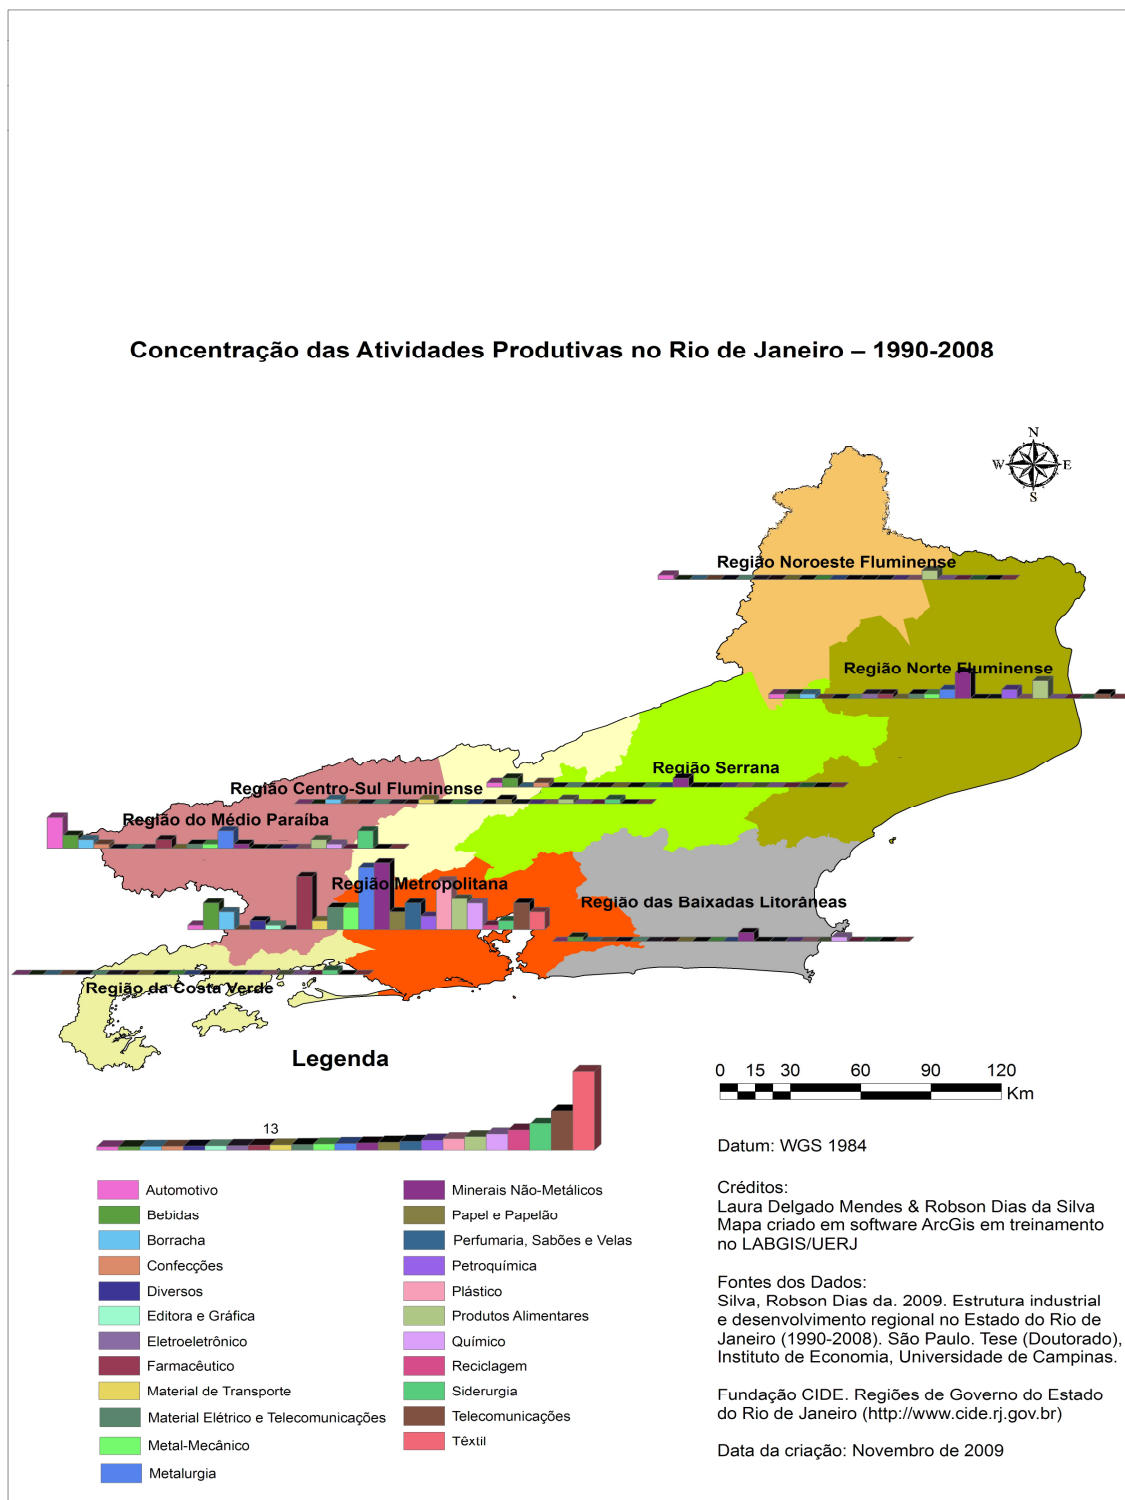 Concentração das Atividades Produtivas no Rio de Janeiro – 1990-2008
N
W E
S
Região Noroeste Fluminense
Região Norte Fluminense
Região Serrana
Região Centro-Sul Fluminense
Região do Médio Paraíba
Região Metropolitana
Região das Baixadas Litorâneas
Região da Costa Verde
Legenda
13
Automotivo
Bebidas
Borracha
Confecções
Diversos
Editora e Gráfica
Eletroeletrônico
Farmacêutico
Material de Transporte
Material Elétrico e Telecomunicações
Metal-Mecânico
Metalurgia
Minerais Não-Metálicos
Papel e Papelão
Perfumaria, Sabões e Velas
Petroquímica
Plástico
Produtos Alimentares
Químico
Reciclagem
Siderurgia
Telecomunicações
Têxtil
0 15 30 60 90 120
Km
Datum: WGS 1984
Créditos:
Laura Delgado Mendes & Robson Dias da Silva
Mapa criado em software ArcGis em treinamento
no LABGIS/UERJ
Fontes dos Dados:
Silva, Robson Dias da. 2009. Estrutura industrial
e desenvolvimento regional no Estado do Rio de
Janeiro (1990-2008). São Paulo. Tese (Doutorado),
Instituto de Economia, Universidade de Campinas.
Fundação CIDE. Regiões de Governo do Estado
do Rio de Janeiro (http://www.cide.rj.gov.br)
Data da criação: Novembro de 2009